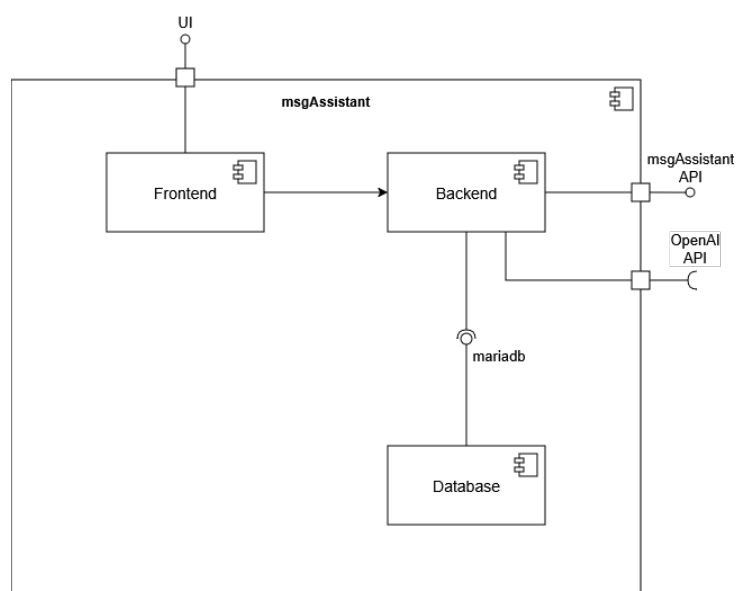 UI
msgAssistant
msgAssistant
API
Frontend
Backend
OpenAI
API
mariadb
Database